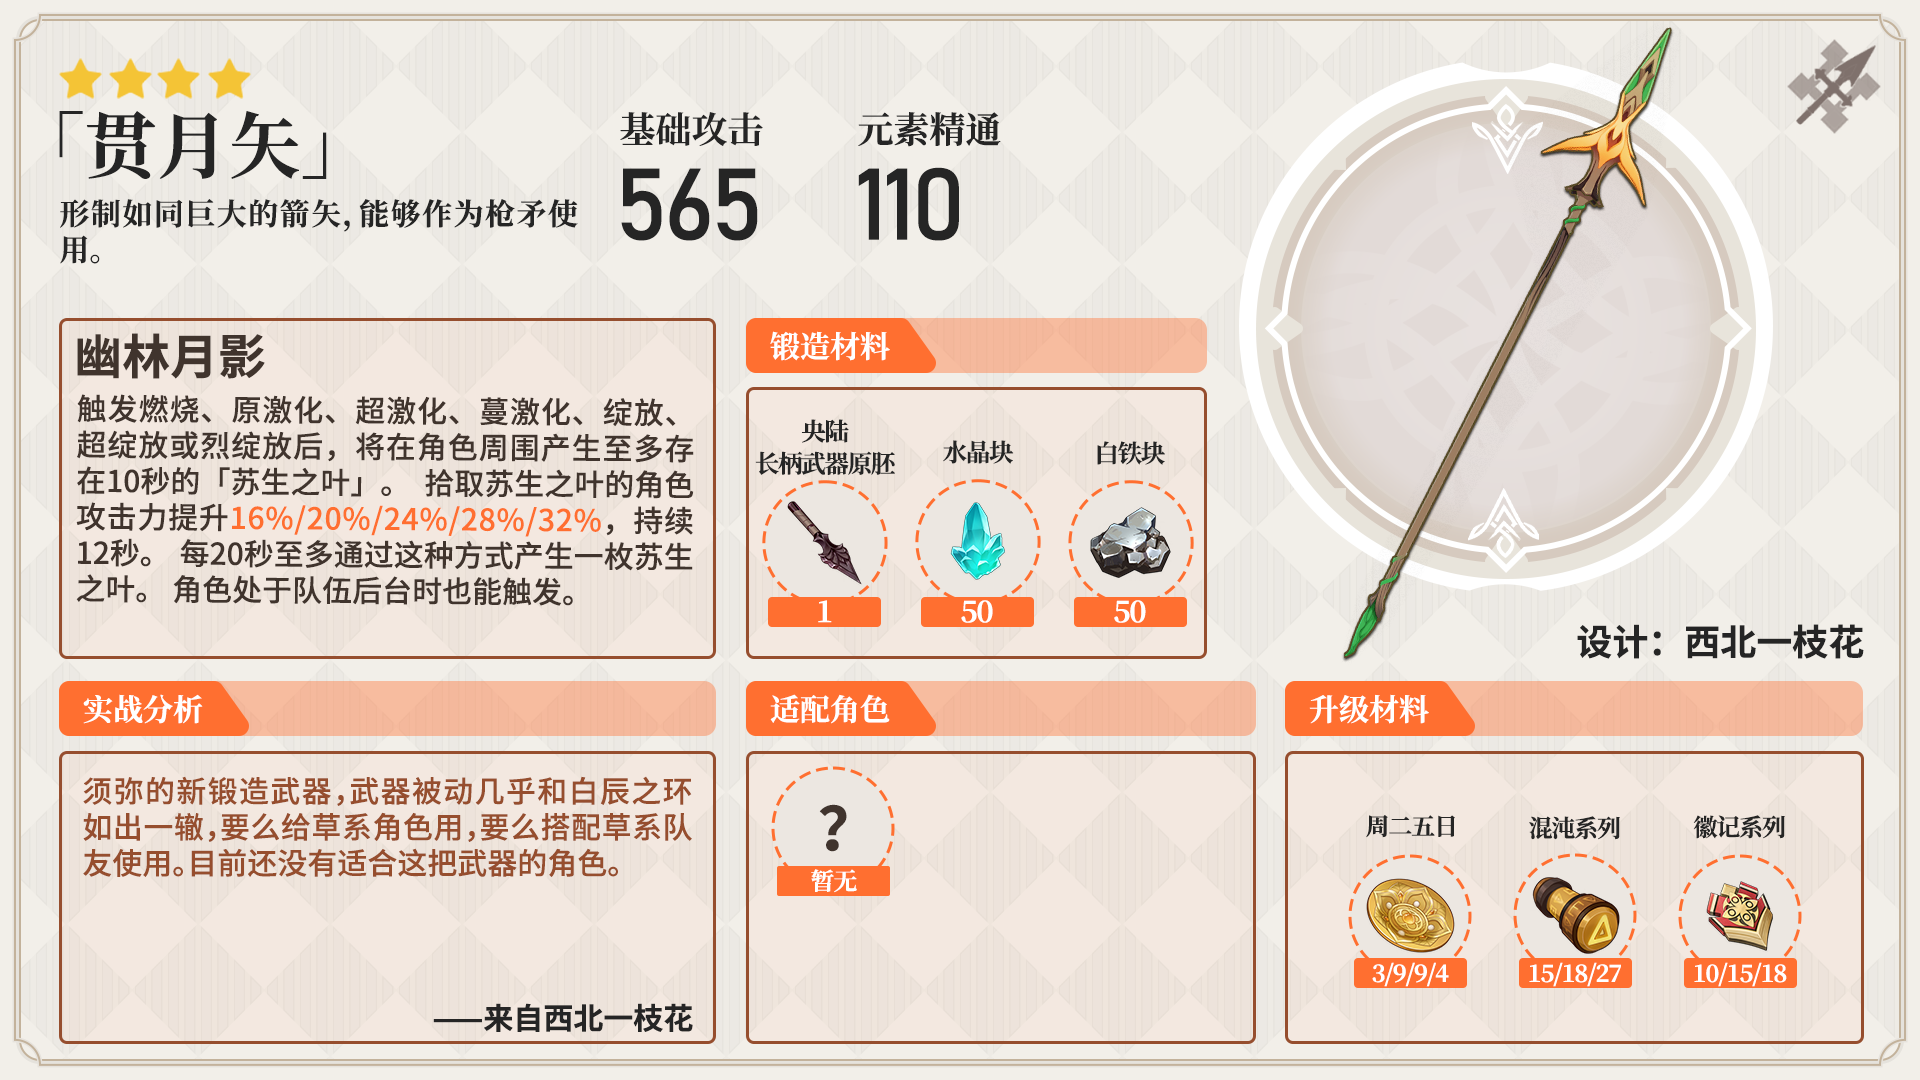 「贯月矢」
形制如同巨大的箭矢，能够作为枪矛使
用。
基础攻击
565
元素精通
110
幽林月影
触发燃烧、原激化、超激化、蔓激化、绽放、
超绽放或烈绽放后，将在角色周围产生至多存
在10秒的「苏生之叶」。 拾取苏生之叶的角色
攻击力提升16%/20%/24%/28%/32%，持续
12秒。 每20秒至多通过这种方式产生一枚苏生
之叶。 角色处于队伍后台时也能触发。
锻造材料
央陆
长柄武器原胚
1
水晶块
50
白铁块
50
设计：西北一枝花
实战分析
须弥的新锻造武器，武器被动几乎和白辰之环
如出一辙，要么给草系角色用，要么搭配草系队
友使用。目前还没有适合这把武器的角色。
——来自西北一枝花
适配角色
?
暂无
升级材料
周二五日
3/9/9/4
混沌系列
15/18/27
徽记系列
10/15/18